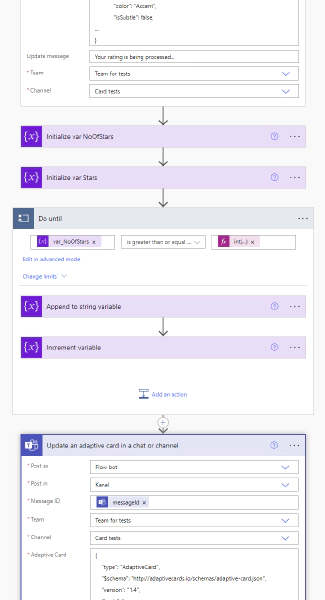 "color": "Accent",
"isSubtle": false,
...
}
Update message
Your rating is being processed...
* Team
Team for tests
* Channel
Card tests
{x} Initialize var NoOfStars
{x} Initialize var Stars
Do until
{x} var_NoOfStars x
is greater than or equal ...
fx int(...) x
Edit in advanced mode
Change limits
{x} Append to string variable
{x} Increment variable
Add an action
Update an adaptive card in a chat or channel
* Post as
Flow bot
* Post in
Kanal
* Message ID
messageId x
* Team
Team for tests
* Channel
Card tests
* Adaptive Card
{
"type": "AdaptiveCard",
"$schema": "http://adaptivecards.io/schemas/adaptive-card.json",
"version": "1.4",